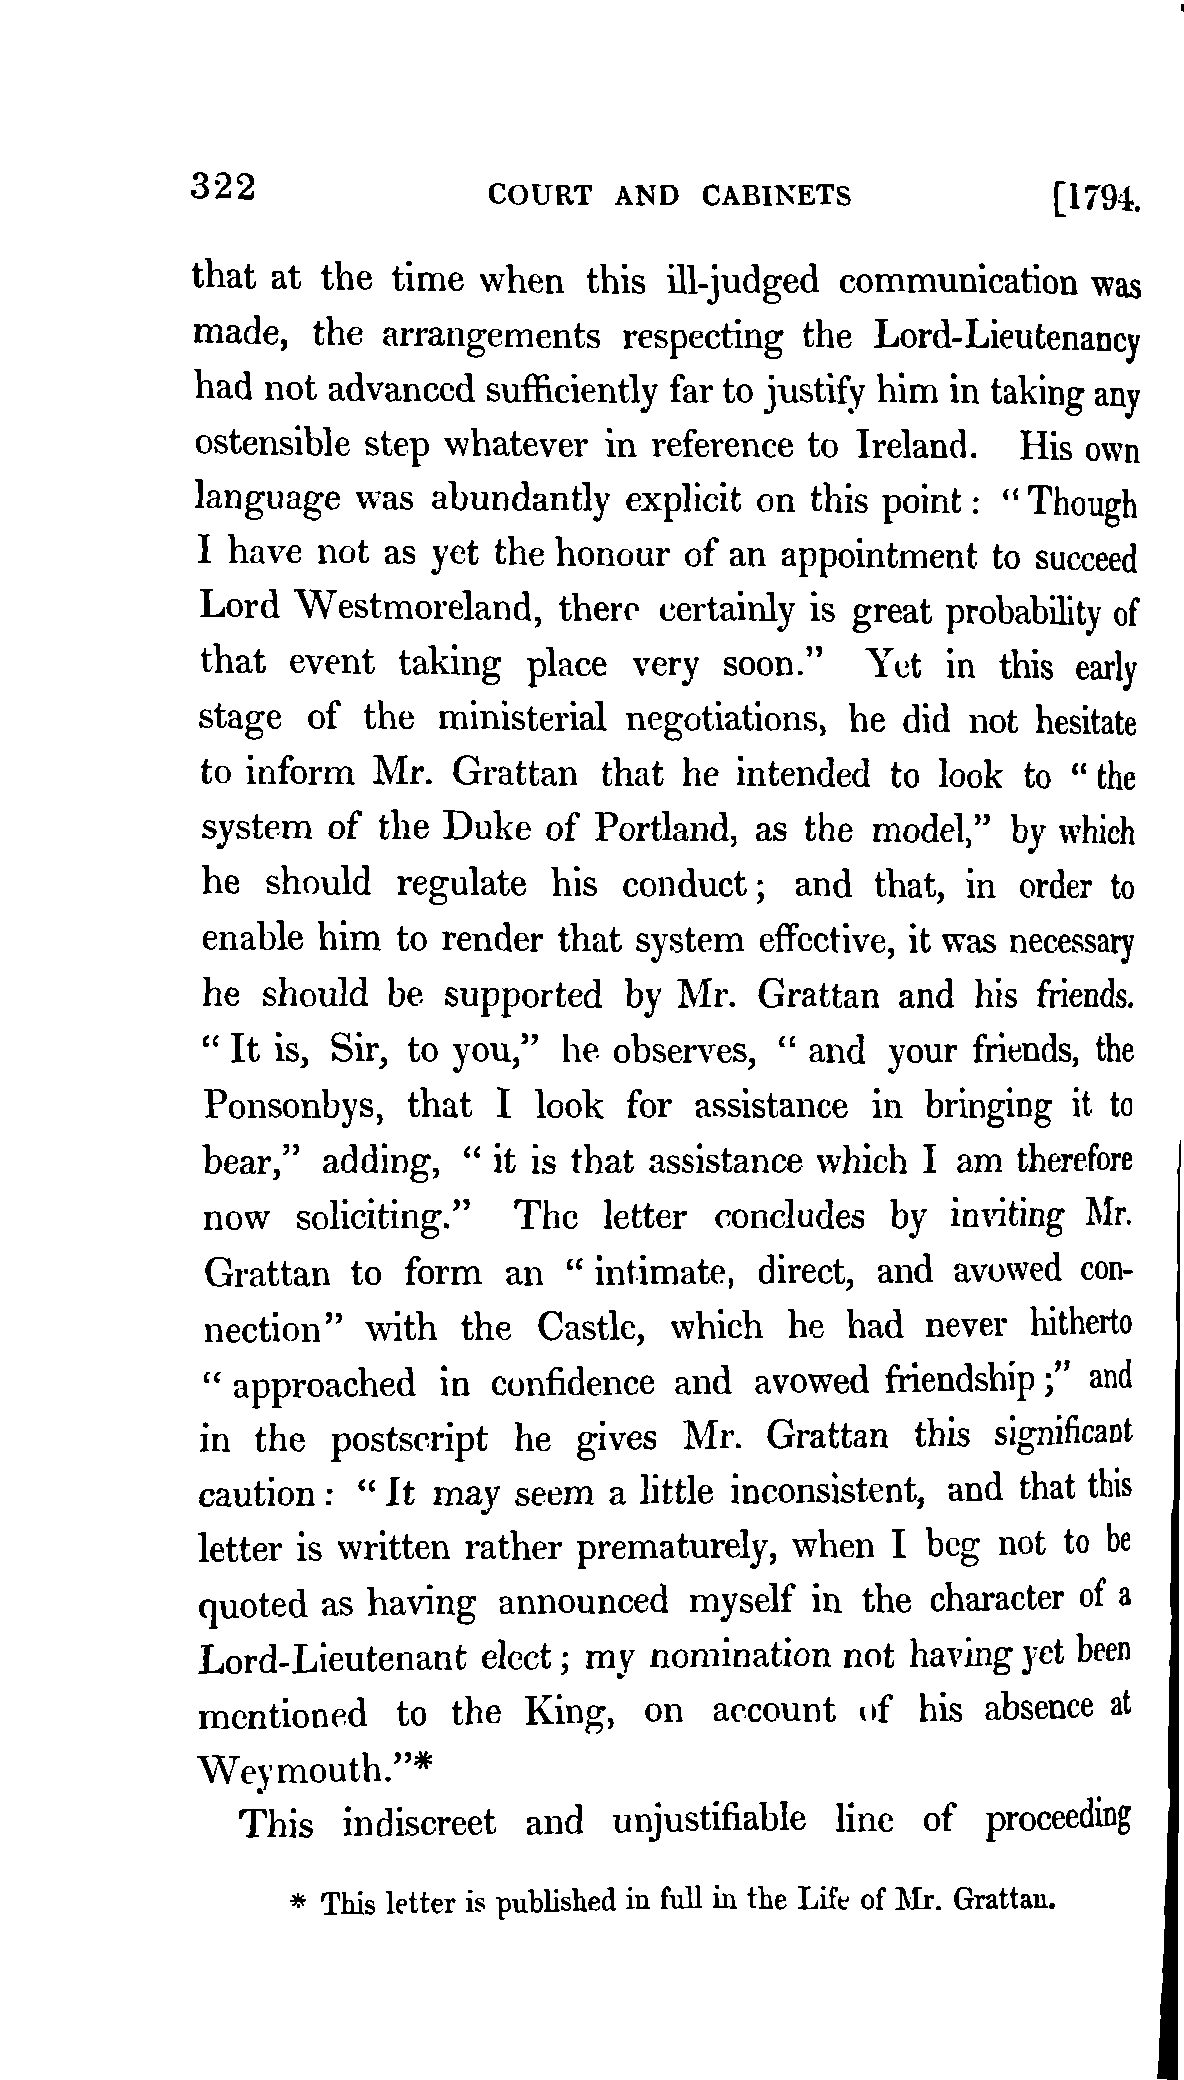 322 COURT AND CABINETS [1794.
that at the time when this ill-judged communication was
made, the arrangements respecting the Lord-Lieutenancy
had not advanced sufficiently far to justify him in taking any
ostensible step whatever in reference to Ireland. His own
language was abundantly explicit on this point : “ Though
I have not as yet the honour of an appointment to succeed
Lord Westmoreland, there certainly is great probability of
that event taking place very soon.” Yet in this early
stage of the ministerial negotiations, he did not hesitate
to inform Mr. Grattan that he intended to look to “ the
system of the Duke of Portland, as the model,” by which
he should regulate his conduct ; and that, in order to
enable him to render that system effective, it was necessary
he should be supported by Mr. Grattan and his friends.
“ It is, Sir, to you,” he observes, “ and your friends, the
Ponsonbys, that I look for assistance in bringing it to
bear,” adding, “ it is that assistance which I am therefore
now soliciting.” The letter concludes by inviting Mr.
Grattan to form an “ intimate, direct, and avowed con-
nection” with the Castle, which he had never hitherto
“ approached in confidence and avowed friendship ;” and
in the postscript he gives Mr. Grattan this significant
caution : “ It may seem a little inconsistent, and that this
letter is written rather prematurely, when I beg not to be
quoted as having announced myself in the character of a
Lord-Lieutenant elect ; my nomination not having yet been
mentioned to the King, on account of his absence at
Weymouth.”*
This indiscreet and unjustifiable line of proceeding
* This letter is published in full in the Life of Mr. Grattan.